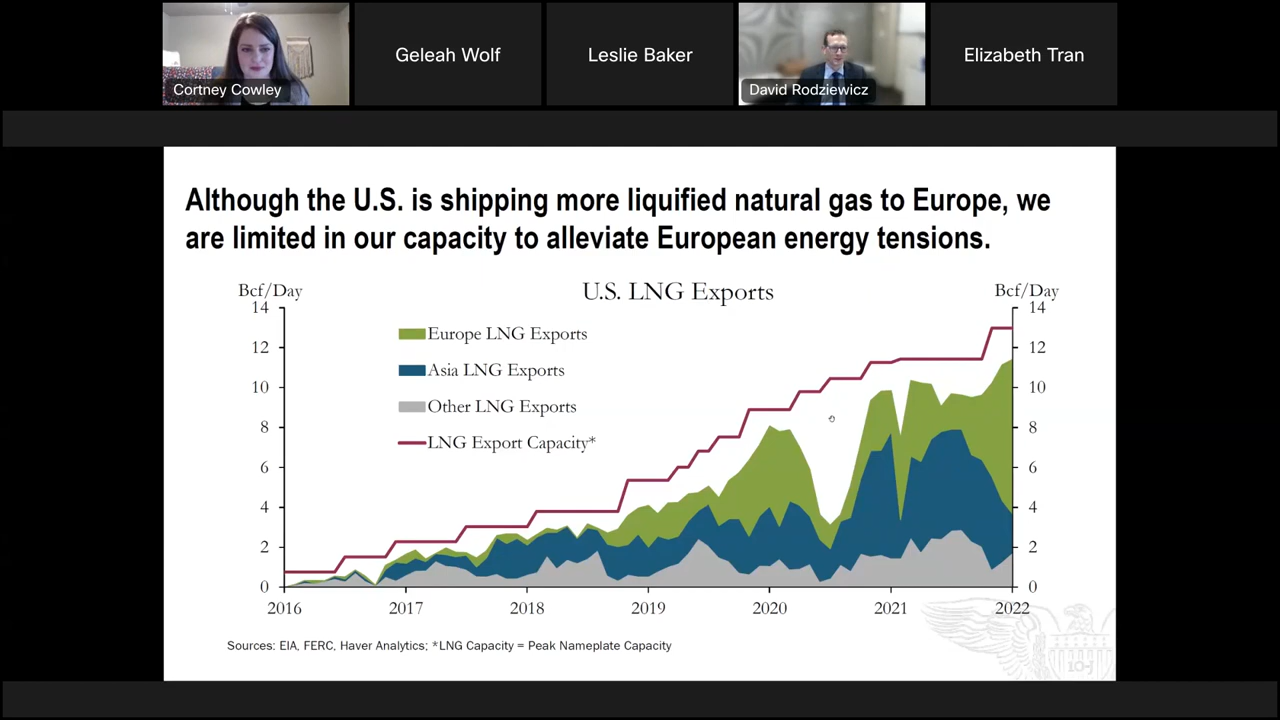 Cortney Cowley
Geleah Wolf
Leslie Baker
David Rodziewicz
Elizabeth Tran
Although the U.S. is shipping more liquified natural gas to Europe, we
are limited in our capacity to alleviate European energy tensions.
Bcf/Day
U.S. LNG Exports
Bcf/Day
14
12
10
8
6
4
2
0
Europe LNG Exports
Asia LNG Exports
Other LNG Exports
LNG Export Capacity*
14
12
10
8
6
4
2
0
2016
2017
2018
2019
2020
2021
2022
Sources: EIA, FERC, Haver Analytics; *LNG Capacity = Peak Nameplate Capacity
10-J